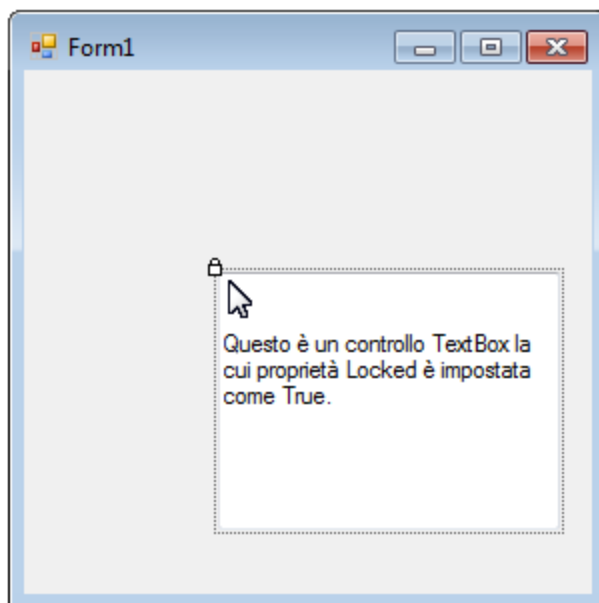 Form1
Questo è un controllo TextBox la
cui proprietà Locked è impostata
come True.